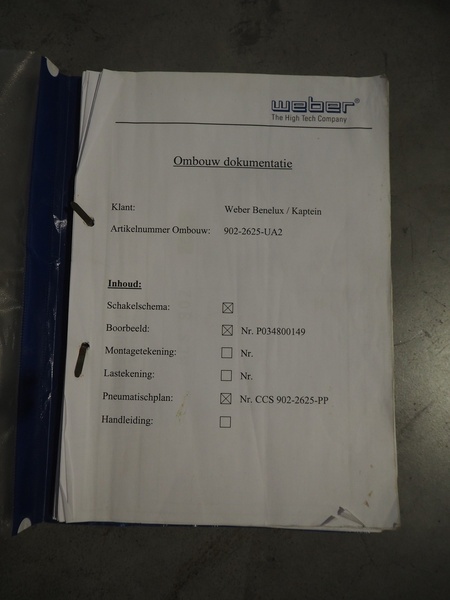 weber®
The High Tech Company
Ombouw dokumentatie
Klant: Weber Benelux / Kaptein
Artikelnummer Ombouw: 902-2625-UA2
Inhoud:
Schakelschema: ☒
Boorbeeld: ☒ Nr. P034800149
Montagetekening: ☐ Nr.
Lastekening: ☐ Nr.
Pneumatischplan: ☒ Nr. CCS 902-2625-PP
Handleiding: ☐